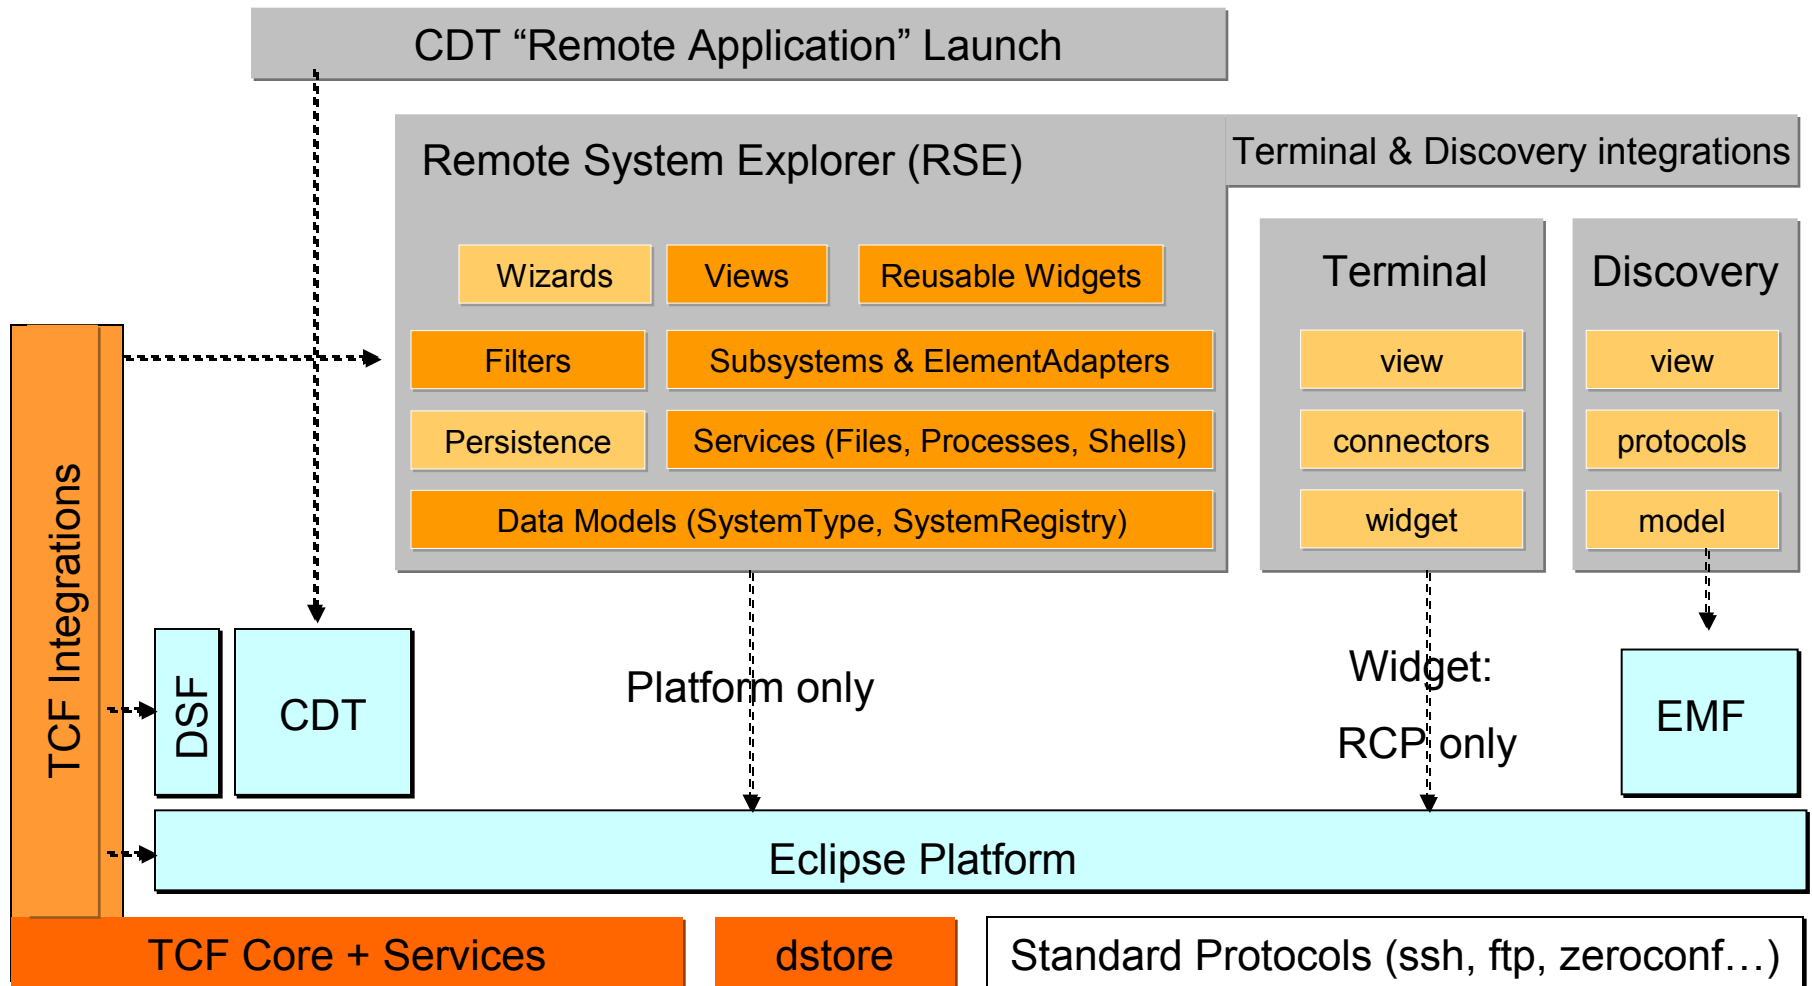 CDT “Remote Application” Launch
Remote System Explorer (RSE)
Terminal & Discovery integrations
Wizards
Views
Reusable Widgets
Terminal
Discovery
Filters
Subsystems & ElementAdapters
view
view
Persistence
Services (Files, Processes, Shells)
connectors
protocols
Data Models (SystemType, SystemRegistry)
widget
model
TCF Integrations
DSF
CDT
Platform only
Widget:
RCP only
EMF
Eclipse Platform
TCF Core + Services
dstore
Standard Protocols (ssh, ftp, zeroconf…)